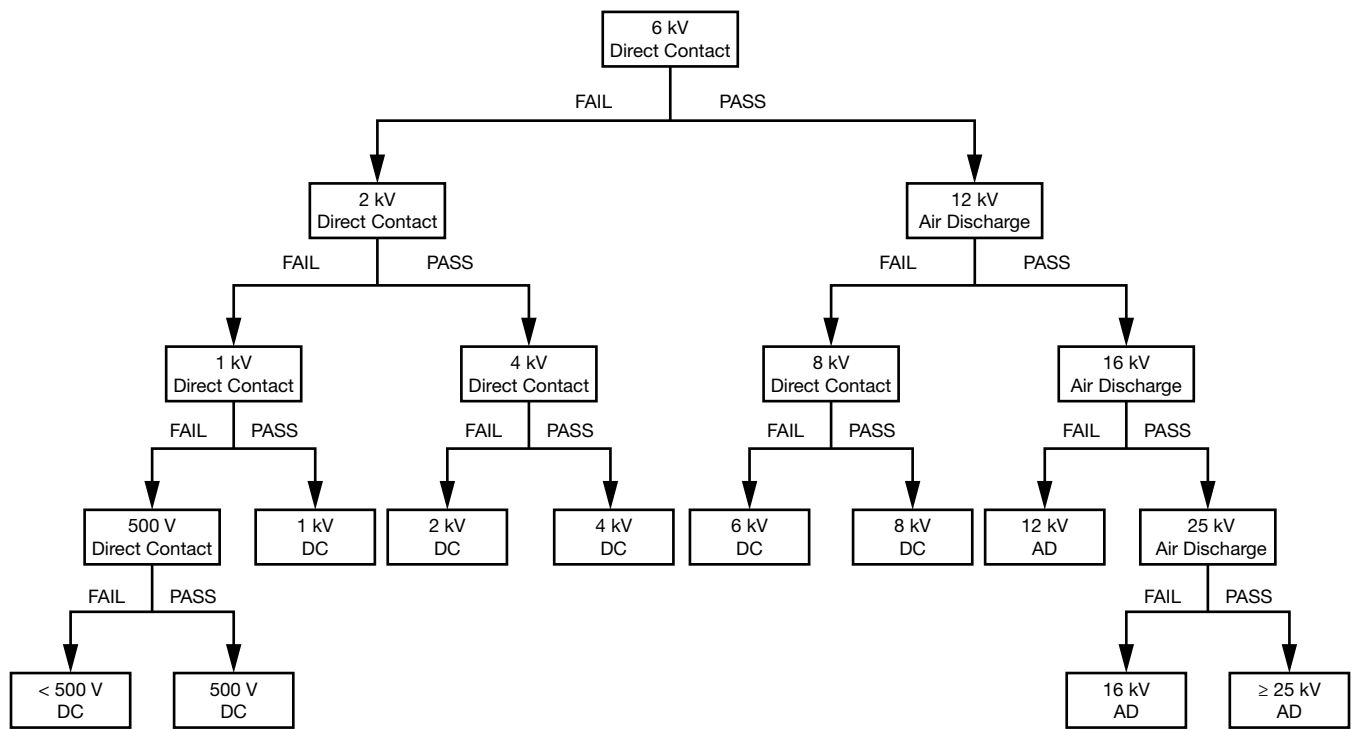 6 kV
Direct Contact
FAIL
PASS
2 kV
Direct Contact
12 kV
Air Discharge
FAIL
PASS
FAIL
PASS
1 kV
Direct Contact
4 kV
Direct Contact
8 kV
Direct Contact
16 kV
Air Discharge
FAIL
PASS
FAIL
PASS
FAIL
PASS
FAIL
PASS
500 V
Direct Contact
1 kV
DC
2 kV
DC
4 kV
DC
6 kV
DC
8 kV
DC
12 kV
AD
25 kV
Air Discharge
FAIL
PASS
FAIL
PASS
< 500 V
DC
500 V
DC
16 kV
AD
≥ 25 kV
AD